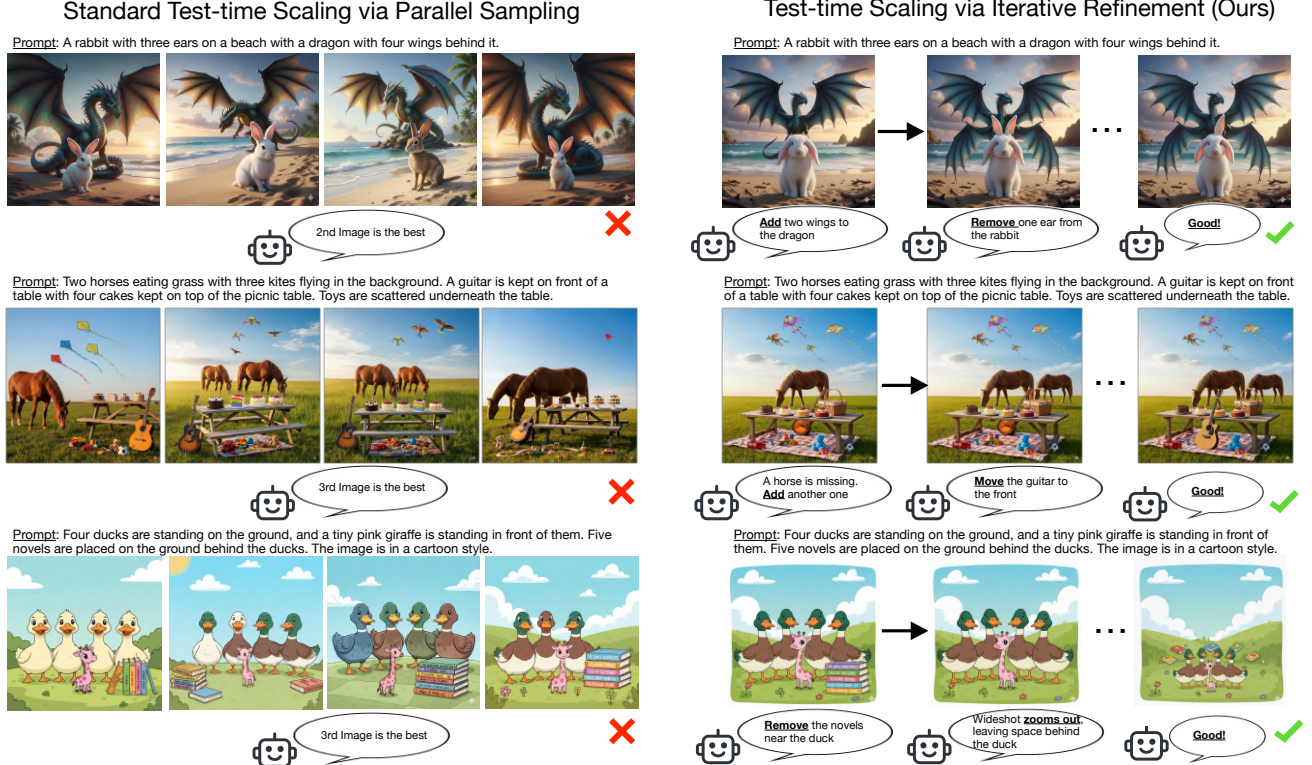 Standard Test-time Scaling via Parallel Sampling
Prompt: A rabbit with three ears on a beach with a dragon with four wings behind it.
2nd Image is the best
Prompt: Two horses eating grass with three kites flying in the background. A guitar is kept on front of a
table with four cakes kept on top of the picnic table. Toys are scattered underneath the table.
3rd Image is the best
Prompt: Four ducks are standing on the ground, and a tiny pink giraffe is standing in front of them. Five
novels are placed on the ground behind the ducks. The image is in a cartoon style.
3rd Image is the best
Test-time Scaling via Iterative Refinement (Ours)
Prompt: A rabbit with three ears on a beach with a dragon with four wings behind it.
...
Add two wings to
the dragon
Remove one ear from
the rabbit
Good!
Prompt: Two horses eating grass with three kites flying in the background. A guitar is kept on front
of a table with four cakes kept on top of the picnic table. Toys are scattered underneath the table.
...
A horse is missing.
Add another one
Move the guitar to
the front
Good!
Prompt: Four ducks are standing on the ground, and a tiny pink giraffe is standing in front of
them. Five novels are placed on the ground behind the ducks. The image is in a cartoon style.
...
Remove the novels
near the duck
Wideshot zooms out,
leaving space behind
the duck
Good!